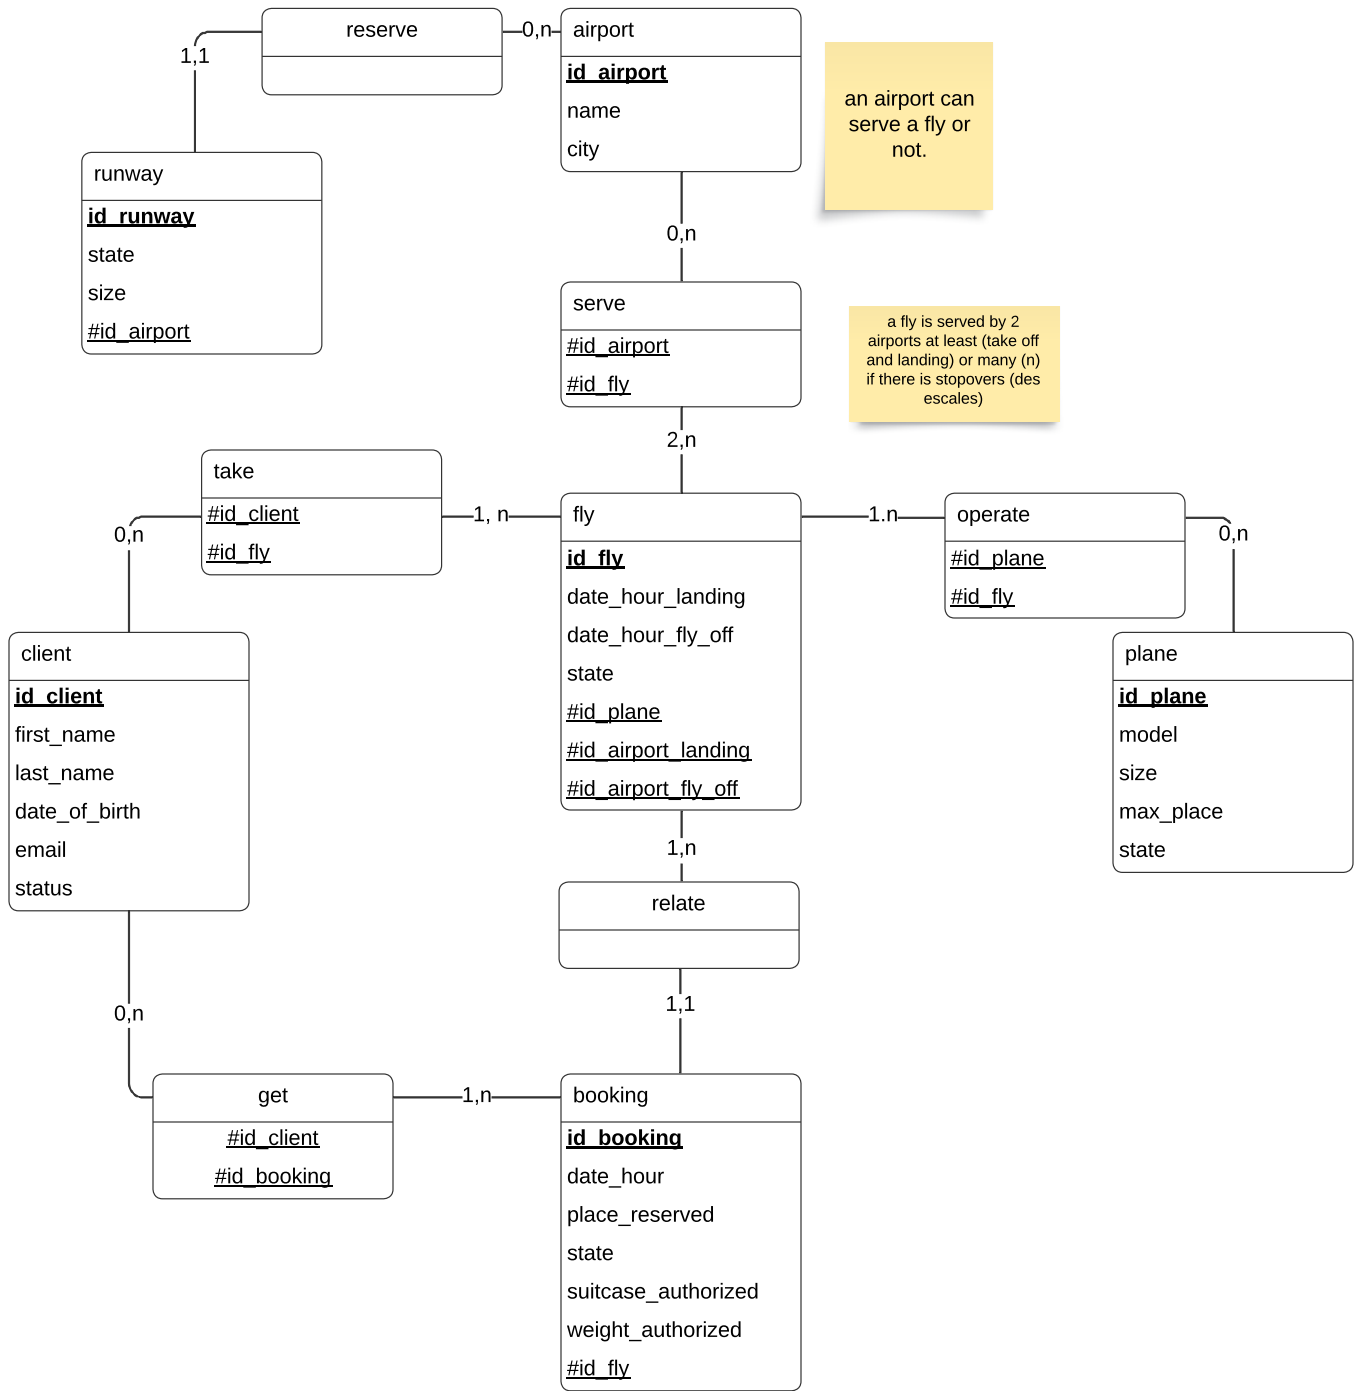 reserve
0,n
airport
id_airport
name
city
1,1
an airport can
serve a fly or
not.
runway
id_runway
state
size
#id_airport
0,n
serve
#id_airport
#id_fly
a fly is served by 2
airports at least (take off
and landing) or many (n)
if there is stopovers (des
escales)
2,n
take
#id_client
#id_fly
0,n
1, n
fly
id_fly
date_hour_landing
date_hour_fly_off
state
#id_plane
#id_airport_landing
#id_airport_fly_off
1.n
operate
#id_plane
#id_fly
0,n
client
id_client
first_name
last_name
date_of_birth
email
status
plane
id_plane
model
size
max_place
state
1,n
relate
1,1
0,n
get
#id_client
#id_booking
1,n
booking
id_booking
date_hour
place_reserved
state
suitcase_authorized
weight_authorized
#id_fly